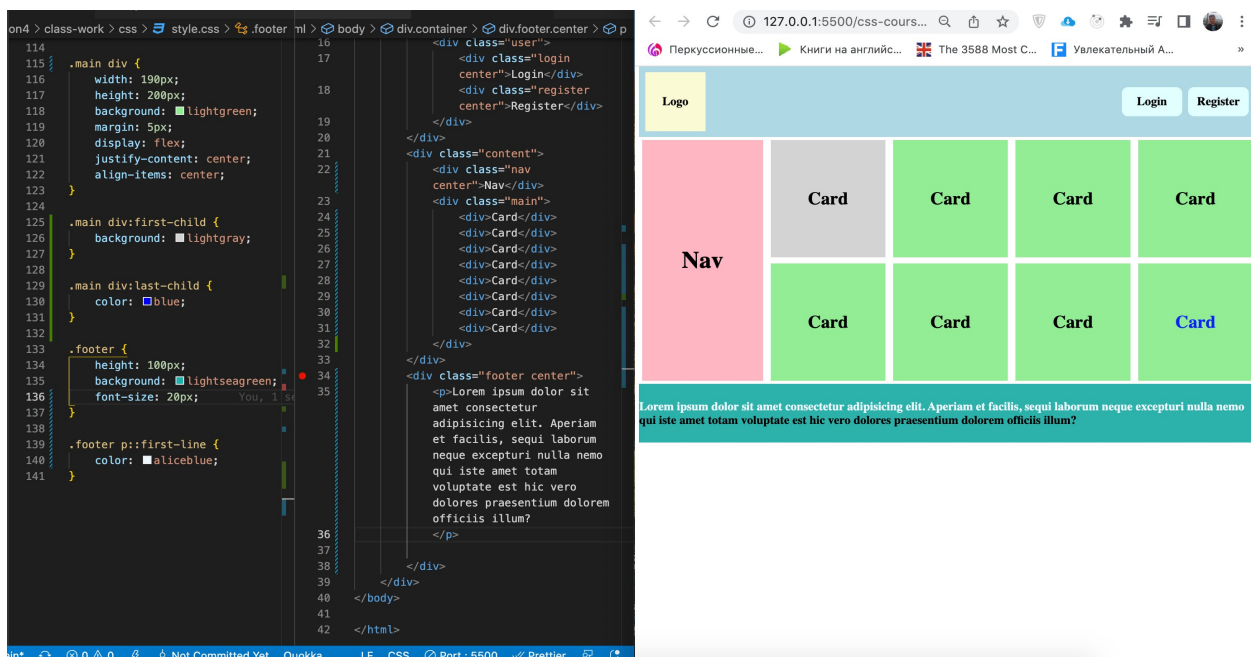 on4 > class-work > css > style.css > .footer
114
115 .main div {
116 width: 190px;
117 height: 200px;
118 background: lightgreen;
119 margin: 5px;
120 display: flex;
121 justify-content: center;
122 align-items: center;
123 }
124
125 .main div:first-child {
126 background: lightgray;
127 }
128
129 .main div:last-child {
130 color: blue;
131 }
132
133 .footer {
134 height: 100px;
135 background: lightseagreen;
136 font-size: 20px; You, 1 se
137 }
138
139 .footer p::first-line {
140 color: aliceblue;
141 }
ml > body > div.container > div.footer.center > p
16 <div class="user">
17 <div class="login
center">Login</div>
18 <div class="register
center">Register</div>
19 </div>
20 </div>
21 <div class="content">
22 <div class="nav
center">Nav</div>
23 <div class="main">
24 <div>Card</div>
25 <div>Card</div>
26 <div>Card</div>
27 <div>Card</div>
28 <div>Card</div>
29 <div>Card</div>
30 <div>Card</div>
31 <div>Card</div>
32 </div>
33 </div>
34 <div class="footer center">
35 <p>Lorem ipsum dolor sit
amet consectetur
adipisicing elit. Aperiam
et facilis, sequi laborum
neque excepturi nulla nemo
qui iste amet totam
voluptate est hic vero
dolores praesentium dolorem
officiis illum?
36 </p>
37
38 </div>
39 </div>
40 </body>
41
42 </html>
0 0 Not Committed Yet Quokka LF CSS Port : 5500 Prettier
127.0.0.1:5500/css-cours...
Перкуссионные... Книги на английс... The 3588 Most C... Увлекательный А... »
Logo
Login Register
Nav
Card Card Card Card
Card Card Card Card
Lorem ipsum dolor sit amet consectetur adipisicing elit. Aperiam et facilis, sequi laborum neque excepturi nulla nemo
qui iste amet totam voluptate est hic vero dolores praesentium dolorem officiis illum?